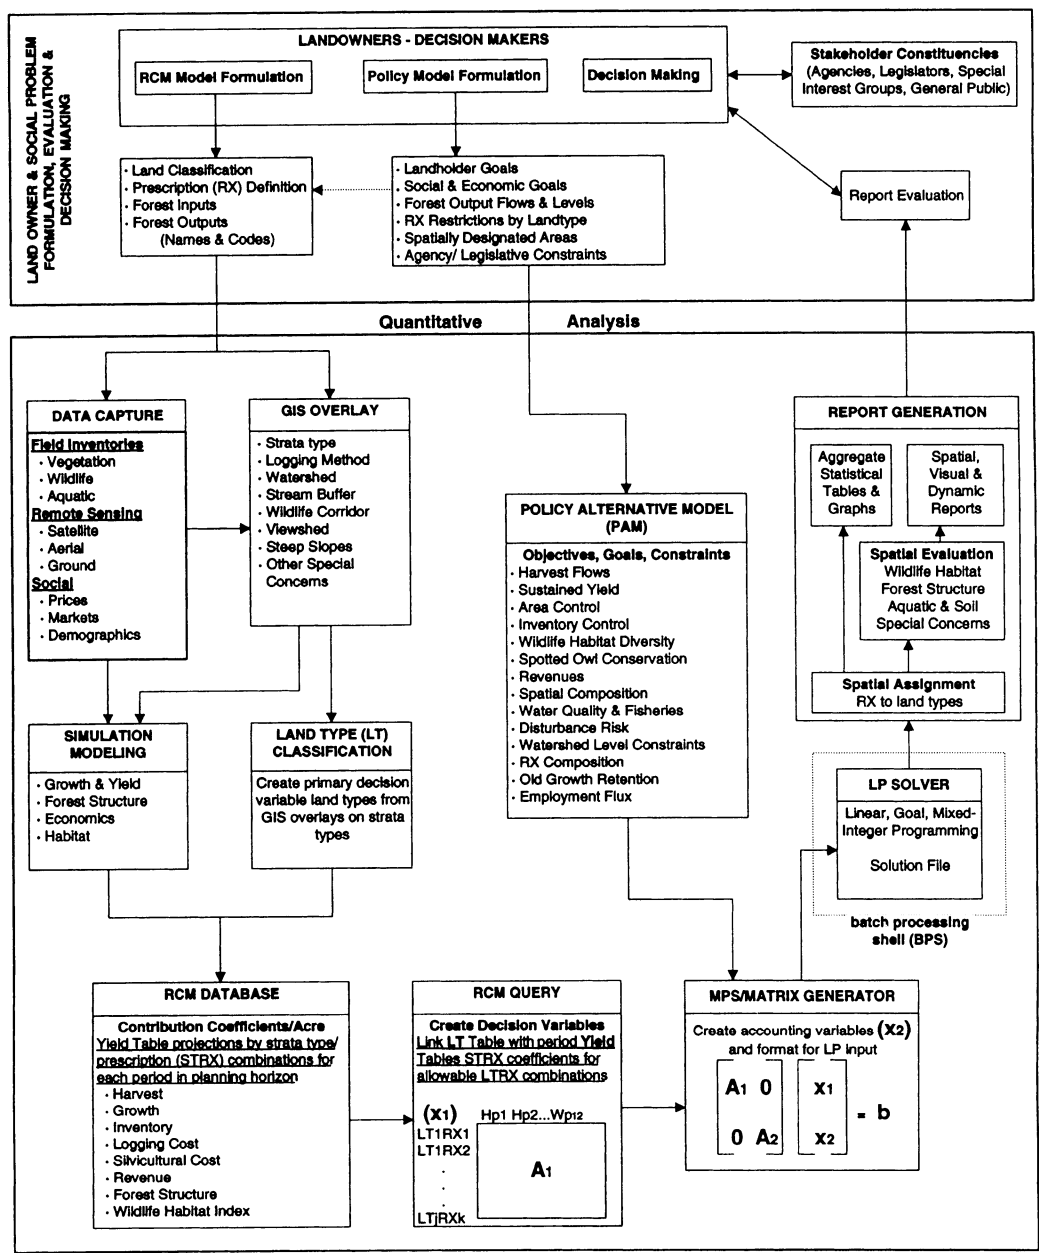 LAND OWNER & SOCIAL PROBLEM
FORMULATION, EVALUATION &
DECISION MAKING
LANDOWNERS - DECISION MAKERS
RCM Model Formulation
Policy Model Formulation
Decision Making
Stakeholder Constituencies
(Agencies, Legislators, Special
Interest Groups, General Public)
· Land Classification
· Prescription (RX) Definition
· Forest Inputs
· Forest Outputs
(Names & Codes)
· Landholder Goals
· Social & Economic Goals
· Forest Output Flows & Levels
· RX Restrictions by Landtype
· Spatially Designated Areas
· Agency/ Legislative Constraints
Report Evaluation
Quantitative Analysis
DATA CAPTURE
Field Inventories
· Vegetation
· Wildlife
· Aquatic
Remote Sensing
· Satellite
· Aerial
· Ground
Social
· Prices
· Markets
· Demographics
GIS OVERLAY
· Strata type
· Logging Method
· Watershed
· Stream Buffer
· Wildlife Corridor
· Viewshed
· Steep Slopes
· Other Special
Concerns
POLICY ALTERNATIVE MODEL
(PAM)
Objectives, Goals, Constraints
· Harvest Flows
· Sustained Yield
· Area Control
· Inventory Control
· Wildlife Habitat Diversity
· Spotted Owl Conservation
· Revenues
· Spatial Composition
· Water Quality & Fisheries
· Disturbance Risk
· Watershed Level Constraints
· RX Composition
· Old Growth Retention
· Employment Flux
REPORT GENERATION
Aggregate
Statistical
Tables &
Graphs
Spatial,
Visual &
Dynamic
Reports
Spatial Evaluation
Wildlife Habitat
Forest Structure
Aquatic & Soil
Special Concerns
Spatial Assignment
RX to land types
SIMULATION
MODELING
· Growth & Yield
· Forest Structure
· Economics
· Habitat
LAND TYPE (LT)
CLASSIFICATION
Create primary decision
variable land types from
GIS overlays on strata
types
LP SOLVER
Linear, Goal, Mixed-
Integer Programming
Solution File
batch processing
shell (BPS)
RCM DATABASE
Contribution Coefficients/Acre
Yield Table projections by strata type/
prescription (STRX) combinations for
each period in planning horizon
· Harvest
· Growth
· Inventory
· Logging Cost
· Silvicultural Cost
· Revenue
· Forest Structure
· Wildlife Habitat Index
RCM QUERY
Create Decision Variables
Link LT Table with period Yield
Tables STRX coefficients for
allowable LTRX combinations
(x1) Hp1 Hp2...Wp12
LT1RX1
LT1RX2
.
.
.
LTjRXk
A1
MPS/MATRIX GENERATOR
Create accounting variables (x2)
and format for LP input
A1 0 x1
= b
0 A2 x2